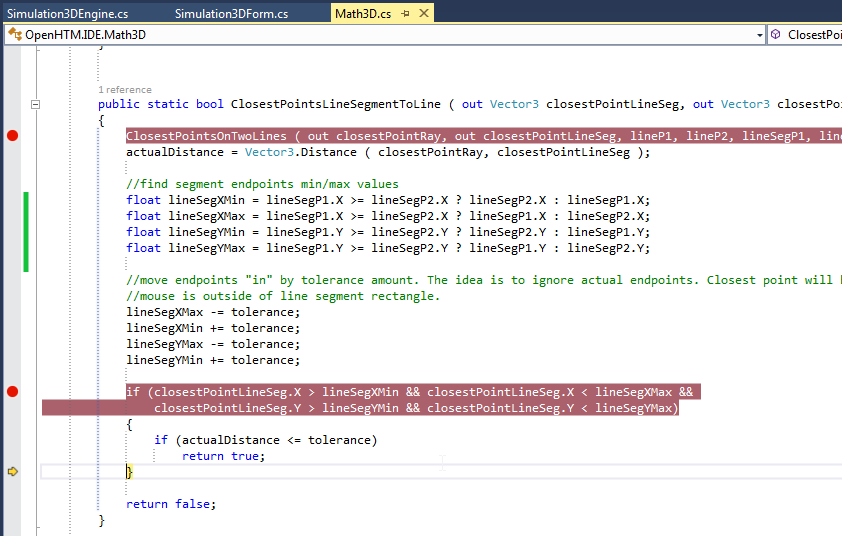 Simulation3DEngine.cs Simulation3DForm.cs Math3D.cs
OpenHTM.IDE.Math3D ClosestPoi
}
1 reference
public static bool ClosestPointsLineSegmentToLine ( out Vector3 closestPointLineSeg, out Vector3 closestPo
{
ClosestPointsOnTwoLines ( out closestPointRay, out closestPointLineSeg, lineP1, lineP2, lineSegP1, line
actualDistance = Vector3.Distance ( closestPointRay, closestPointLineSeg );
//find segment endpoints min/max values
float lineSegXMin = lineSegP1.X >= lineSegP2.X ? lineSegP2.X : lineSegP1.X;
float lineSegXMax = lineSegP1.X >= lineSegP2.X ? lineSegP1.X : lineSegP2.X;
float lineSegYMin = lineSegP1.Y >= lineSegP2.Y ? lineSegP2.Y : lineSegP1.Y;
float lineSegYMax = lineSegP1.Y >= lineSegP2.Y ? lineSegP1.Y : lineSegP2.Y;
//move endpoints "in" by tolerance amount. The idea is to ignore actual endpoints. Closest point will
//mouse is outside of line segment rectangle.
lineSegXMax -= tolerance;
lineSegXMin += tolerance;
lineSegYMax -= tolerance;
lineSegYMin += tolerance;
if (closestPointLineSeg.X > lineSegXMin && closestPointLineSeg.X < lineSegXMax &&
closestPointLineSeg.Y > lineSegYMin && closestPointLineSeg.Y < lineSegYMax)
{
if (actualDistance <= tolerance)
return true;
}
return false;
}